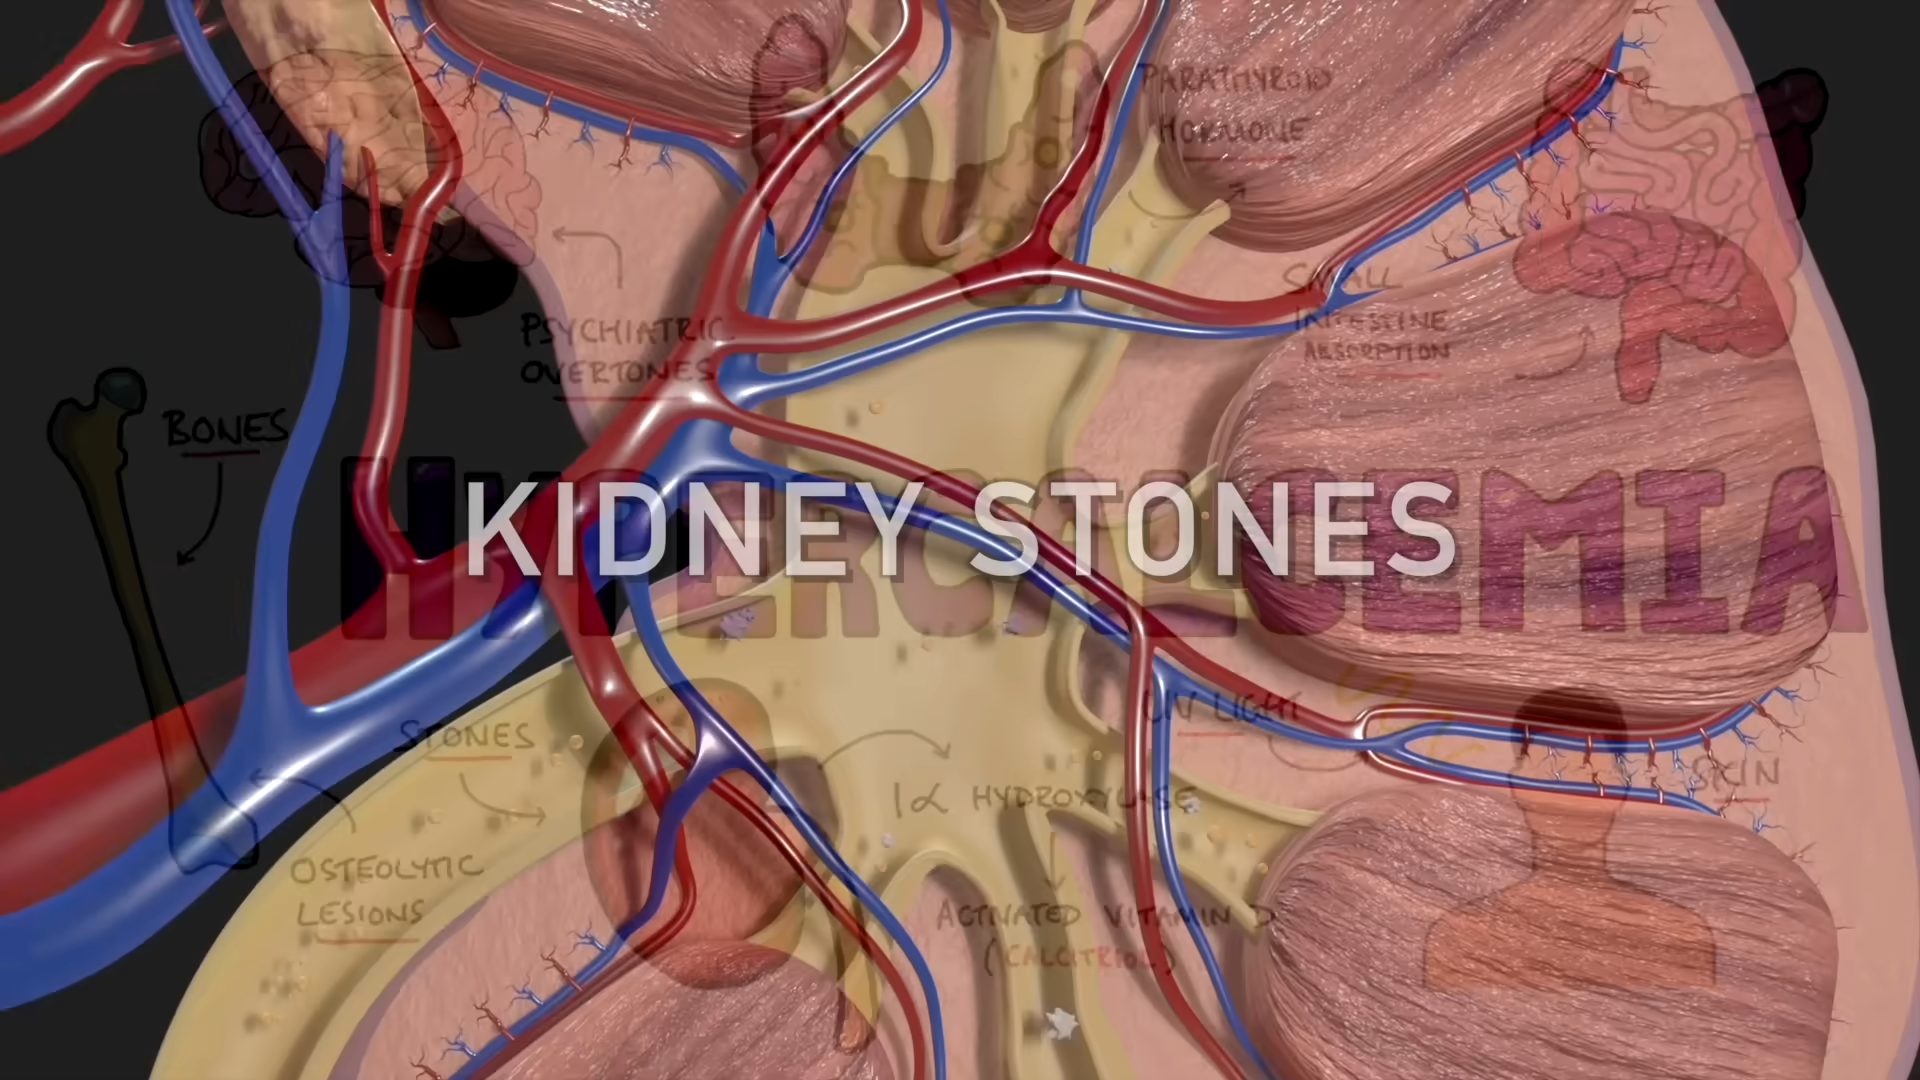 PARATHYROID
HORMONE
SMALL
INTESTINE
ABSORPTION
PSYCHIATRIC
OVERTONES
BONES
KIDNEY STONES
HYPERCALCEMIA
UV LIGHT
SKIN
STONES
1α HYDROXYLASE
OSTEOLYTIC
LESIONS
ACTIVATED VITAMIN D
(CALCITRIOL)